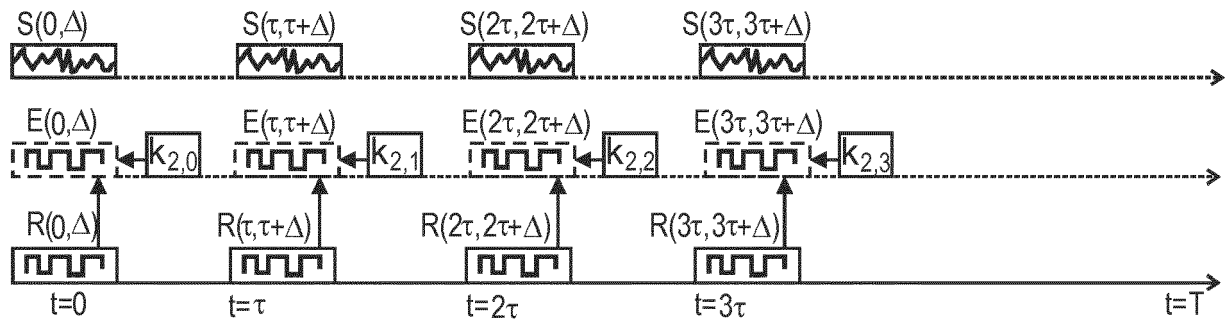 S(0,Δ) S(τ,τ+Δ) S(2τ,2τ+Δ) S(3τ,3τ+Δ)
E(0,Δ) E(τ,τ+Δ) E(2τ,2τ+Δ) E(3τ,3τ+Δ)
k2,0 k2,1 k2,2 k2,3
R(0,Δ) R(τ,τ+Δ) R(2τ,2τ+Δ) R(3τ,3τ+Δ)
t=0 t=τ t=2τ t=3τ t=T